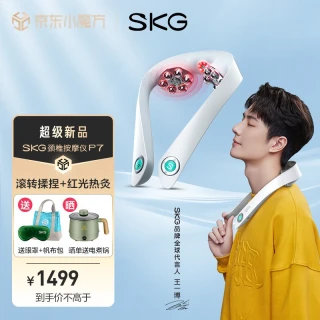 京东小魔方
SKG
超级新品
SKG颈椎按摩仪P7
滚转揉捏+红光热灸
送
晒
送眼罩+帆布包
晒单送电煮锅
¥1499
到手价不高于
SKG品牌
全球代言人
王一博